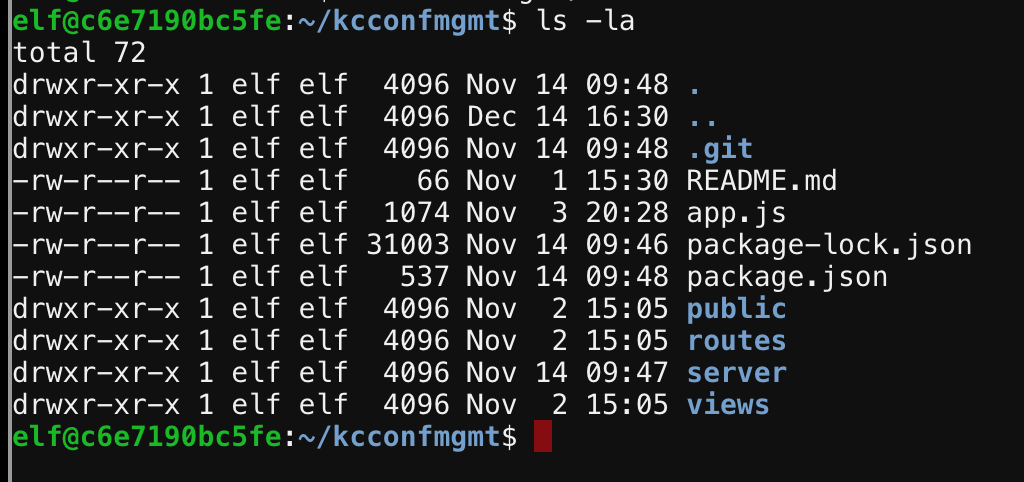 elf@c6e7190bc5fe:~/kcconfmgmt$ ls -la
total 72
drwxr-xr-x 1 elf elf  4096 Nov 14 09:48 .
drwxr-xr-x 1 elf elf  4096 Dec 14 16:30 ..
drwxr-xr-x 1 elf elf  4096 Nov 14 09:48 .git
-rw-r--r-- 1 elf elf    66 Nov  1 15:30 README.md
-rw-r--r-- 1 elf elf  1074 Nov  3 20:28 app.js
-rw-r--r-- 1 elf elf 31003 Nov 14 09:46 package-lock.json
-rw-r--r-- 1 elf elf   537 Nov 14 09:48 package.json
drwxr-xr-x 1 elf elf  4096 Nov  2 15:05 public
drwxr-xr-x 1 elf elf  4096 Nov  2 15:05 routes
drwxr-xr-x 1 elf elf  4096 Nov 14 09:47 server
drwxr-xr-x 1 elf elf  4096 Nov  2 15:05 views
elf@c6e7190bc5fe:~/kcconfmgmt$